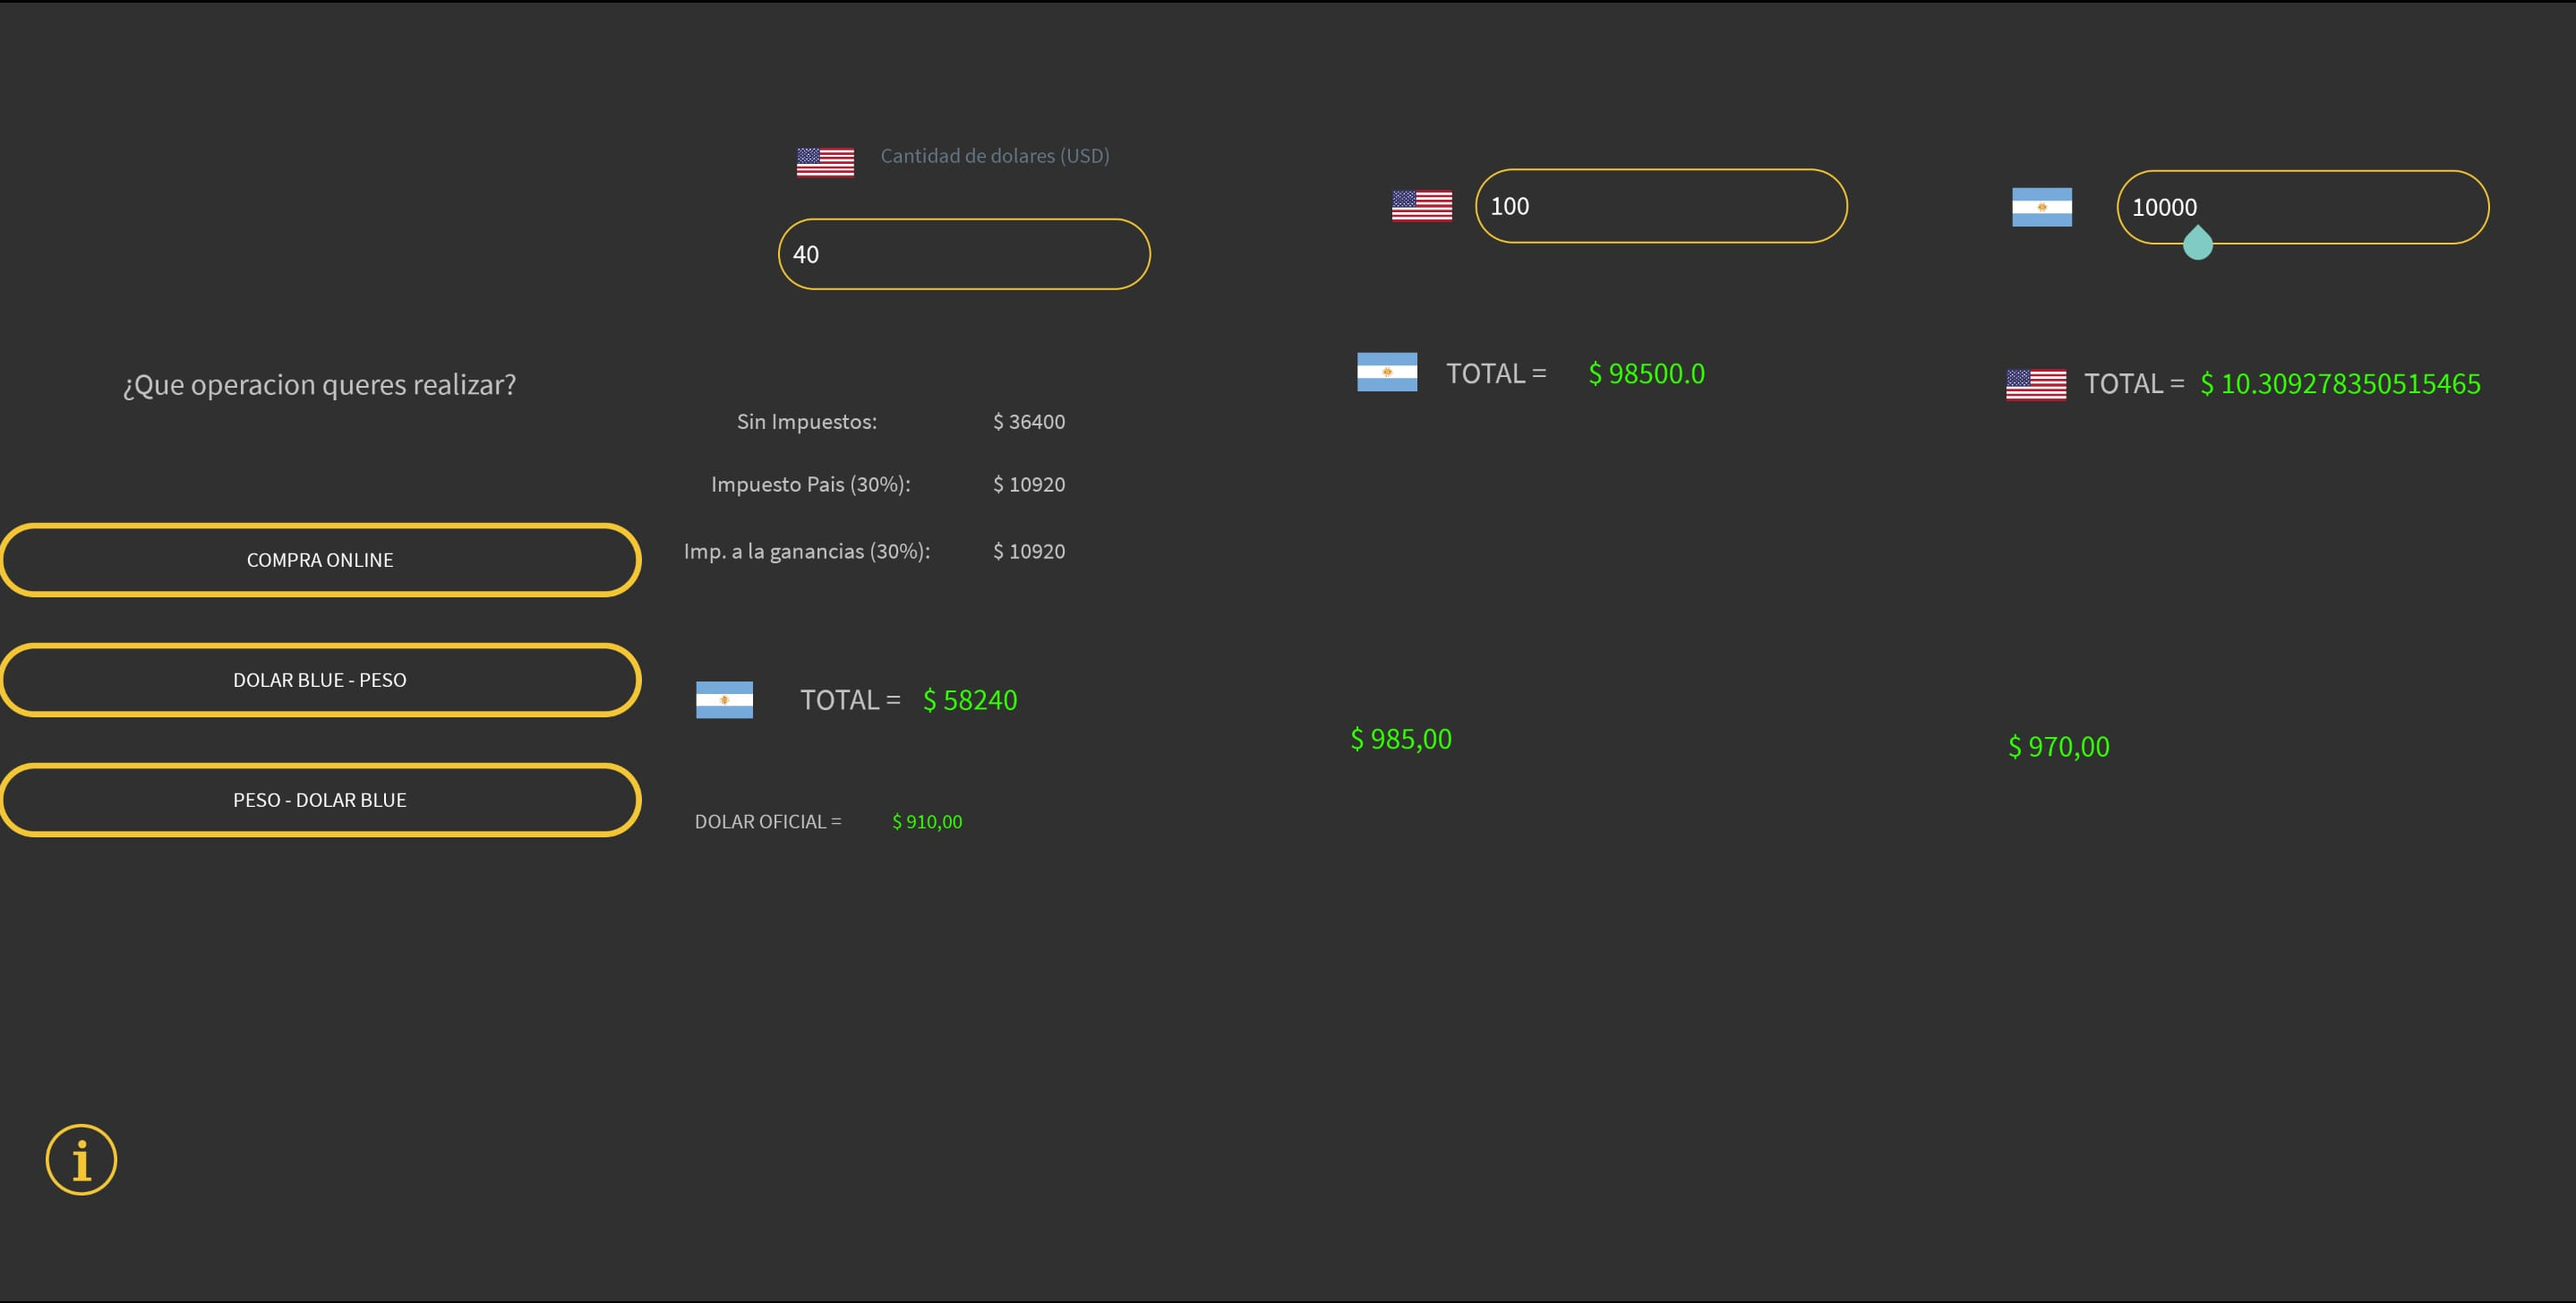 ¿Que operacion queres realizar?
COMPRA ONLINE
DOLAR BLUE - PESO
PESO - DOLAR BLUE
i
Cantidad de dolares (USD)
40
Sin Impuestos: $ 36400
Impuesto Pais (30%): $ 10920
Imp. a la ganancias (30%): $ 10920
TOTAL = $ 58240
DOLAR OFICIAL = $ 910,00
100
TOTAL = $ 98500.0
$ 985,00
10000
TOTAL = $ 10.309278350515465
$ 970,00